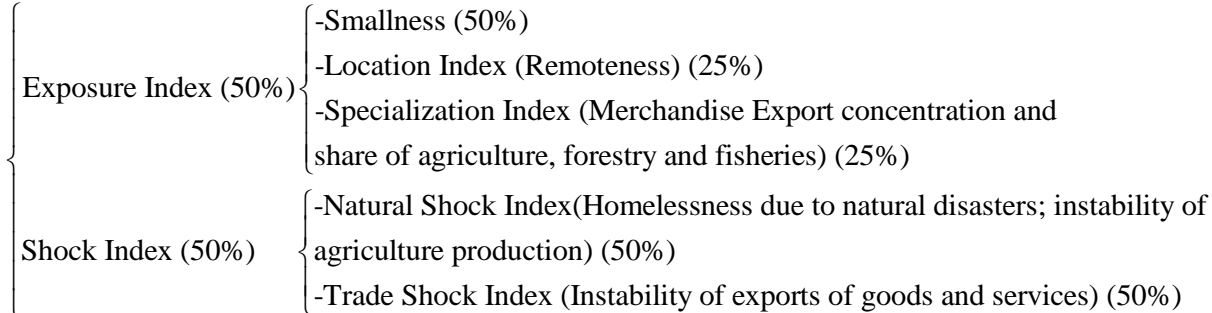 Exposure Index (50%)
-Smallness (50%)
-Location Index (Remoteness) (25%)
-Specialization Index (Merchandise Export concentration and
share of agriculture, forestry and fisheries) (25%)
Shock Index (50%)
-Natural Shock Index(Homelessness due to natural disasters; instability of
agriculture production) (50%)
-Trade Shock Index (Instability of exports of goods and services) (50%)